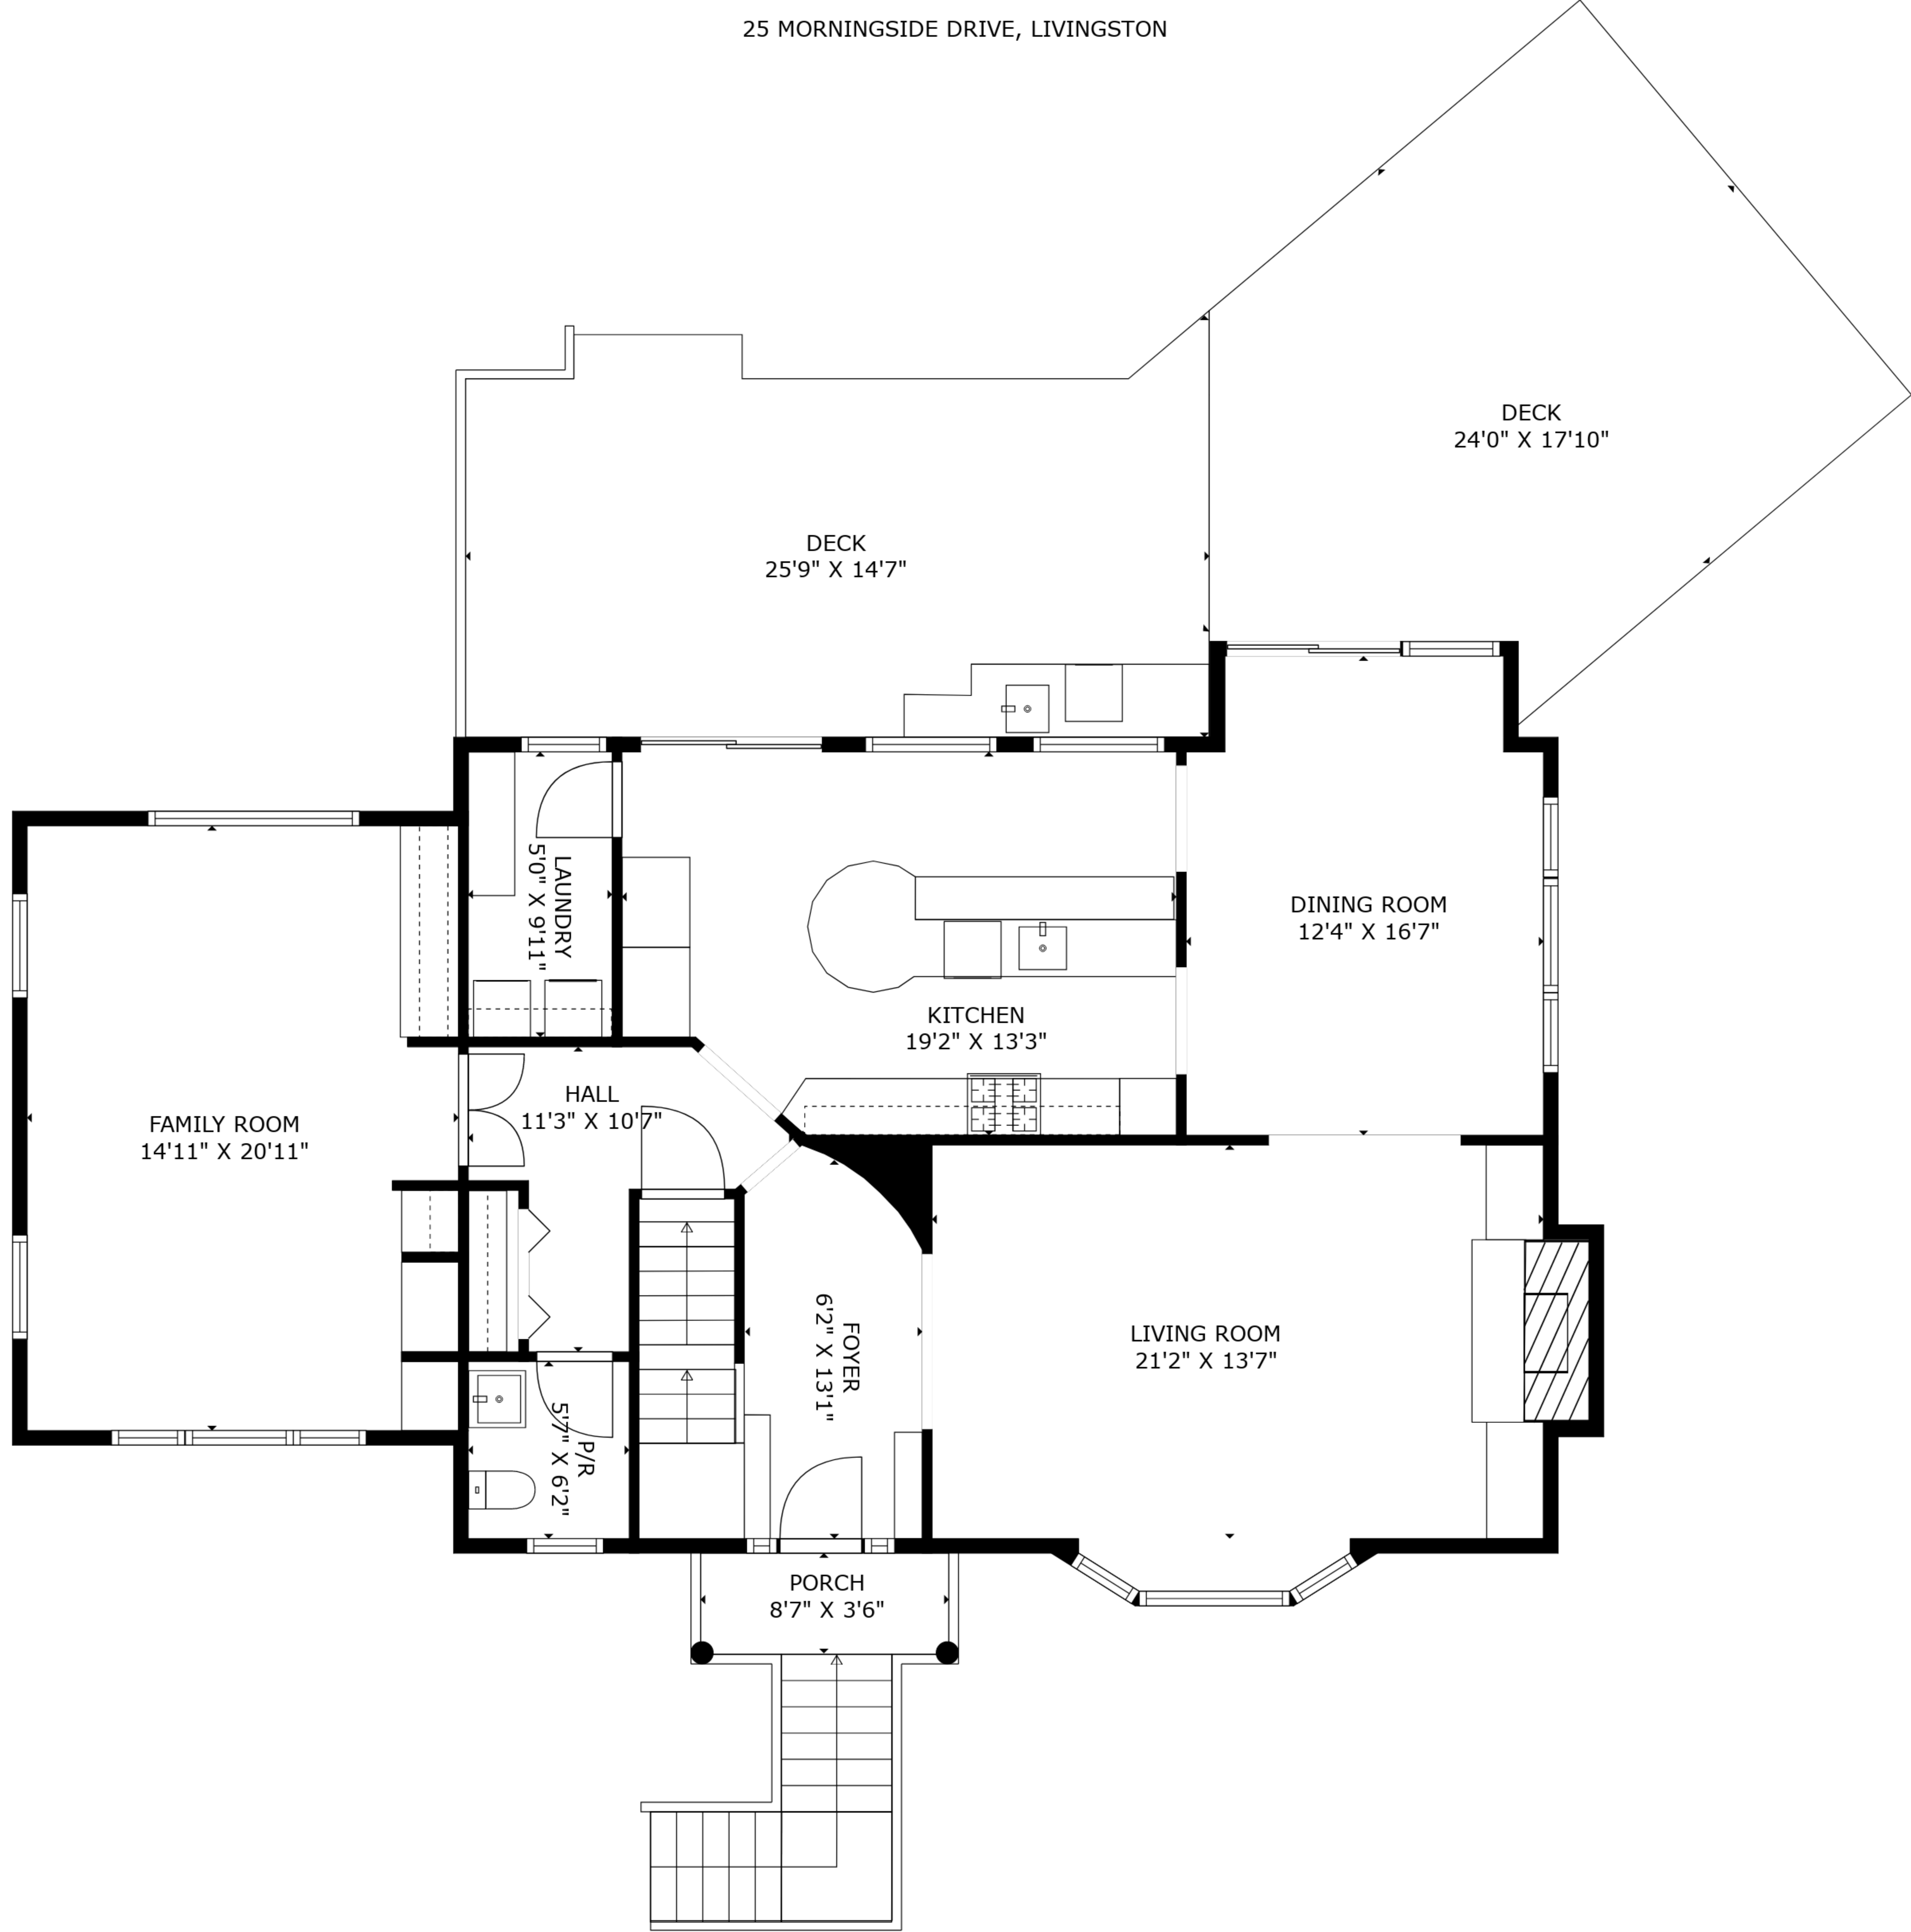 25 MORNINGSIDE DRIVE, LIVINGSTON
DECK
24'0" X 17'10"
DECK
25'9" X 14'7"
LAUNDRY
5'0" X 9'11"
DINING ROOM
12'4" X 16'7"
KITCHEN
19'2" X 13'3"
HALL
11'3" X 10'7"
FAMILY ROOM
14'11" X 20'11"
FOYER
6'2" X 13'1"
LIVING ROOM
21'2" X 13'7"
P/R
5'7" X 6'2"
PORCH
8'7" X 3'6"